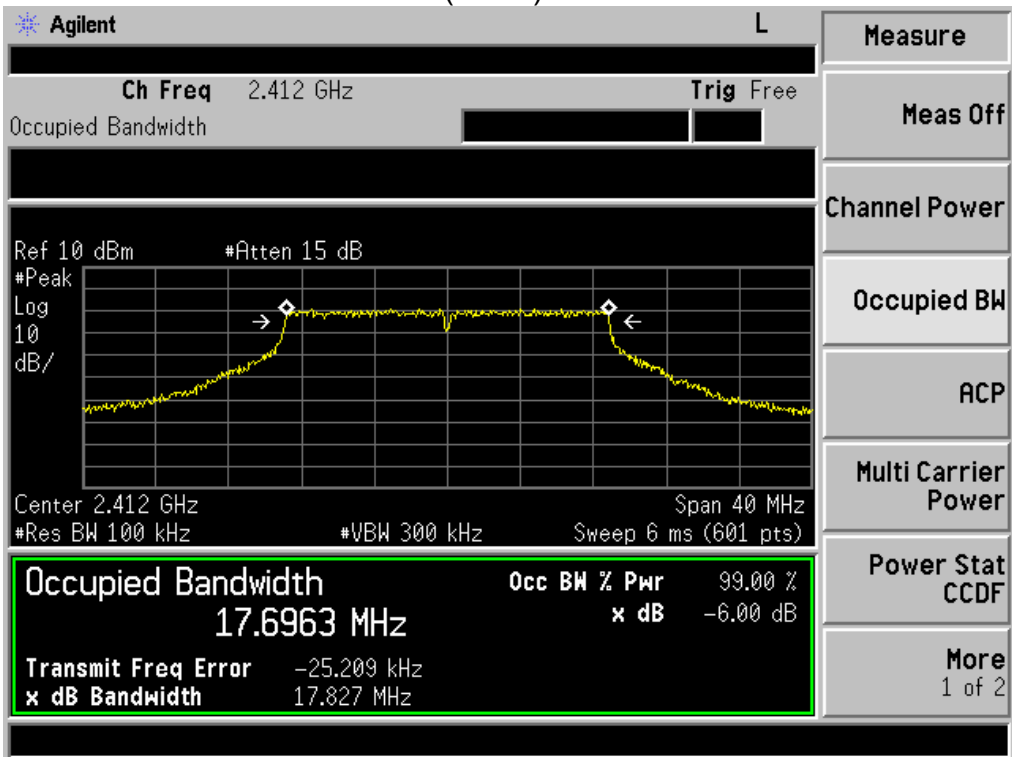 Agilent L
Ch Freq 2.412 GHz Trig Free
Occupied Bandwidth
Ref 10 dBm #Atten 15 dB
#Peak
Log
10
dB/
Center 2.412 GHz Span 40 MHz
#Res BW 100 kHz #VBW 300 kHz Sweep 6 ms (601 pts)
Occupied Bandwidth Occ BW % Pwr 99.00 %
17.6963 MHz x dB -6.00 dB
Transmit Freq Error -25.209 kHz
x dB Bandwidth 17.827 MHz
Measure
Meas Off
Channel Power
Occupied BW
ACP
Multi Carrier
Power
Power Stat
CCDF
More
1 of 2